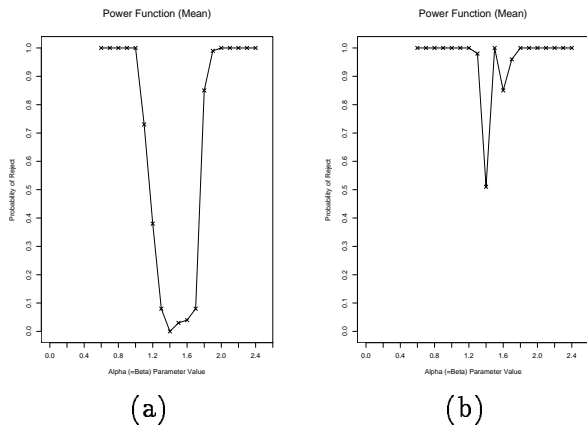 Power Function (Mean)
Probability of Reject
1.0
0.9
0.8
0.7
0.6
0.5
0.4
0.3
0.2
0.1
0.0
0.0 0.4 0.8 1.2 1.6 2.0 2.4
Alpha (=Beta) Parameter Value
(a)
Power Function (Mean)
Probability of Reject
1.0
0.9
0.8
0.7
0.6
0.5
0.4
0.3
0.2
0.1
0.0
0.0 0.4 0.8 1.2 1.6 2.0 2.4
Alpha (=Beta) Parameter Value
(b)